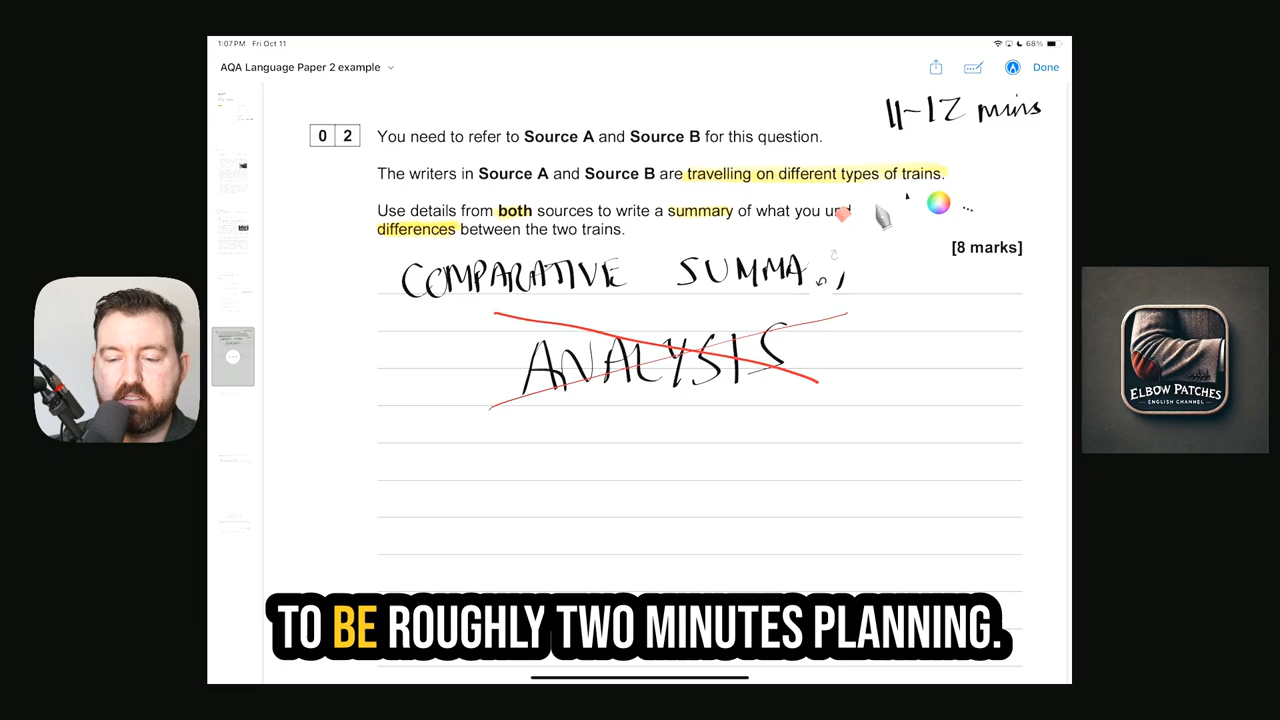 1:07 PM Fri Oct 11
68%
AQA Language Paper 2 example
Done
11-12 mins
0 2
You need to refer to Source A and Source B for this question.
The writers in Source A and Source B are travelling on different types of trains.
Use details from both sources to write a summary of what you
differences between the two trains.
[8 marks]
COMPARATIVE
ANALYSIS
ELBOW PATCHES
ENGLISH CHANNEL
TO BE ROUGHLY TWO MINUTES PLANNING.